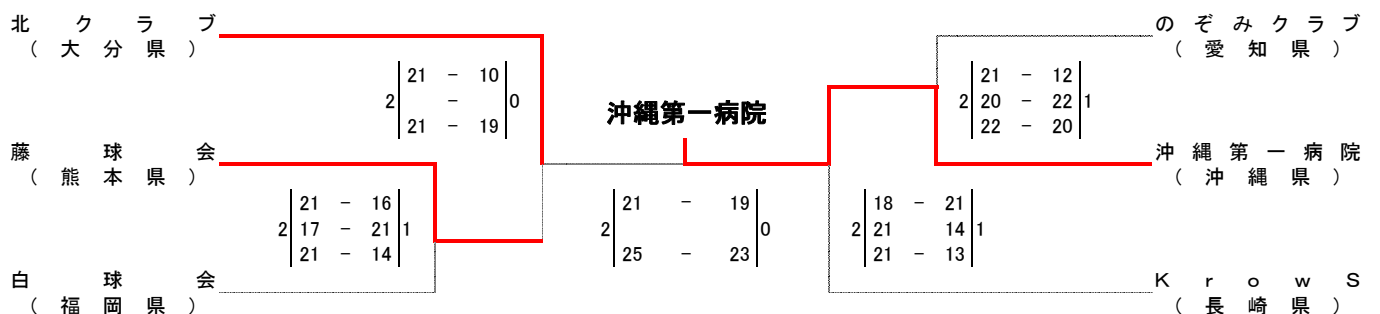 北クラブ
（大分県）
のぞみクラブ
（愛知県）
21 － 10
2 － 0
21 － 19
21 － 12
2 20 － 22 1
22 － 20
沖縄第一病院
藤球会
（熊本県）
沖縄第一病院
（沖縄県）
21 － 16
2 17 － 21 1
21 － 14
21 － 19
2 0
25 － 23
18 － 21
2 21 14 1
21 － 13
白球会
（福岡県）
KrowS
（長崎県）